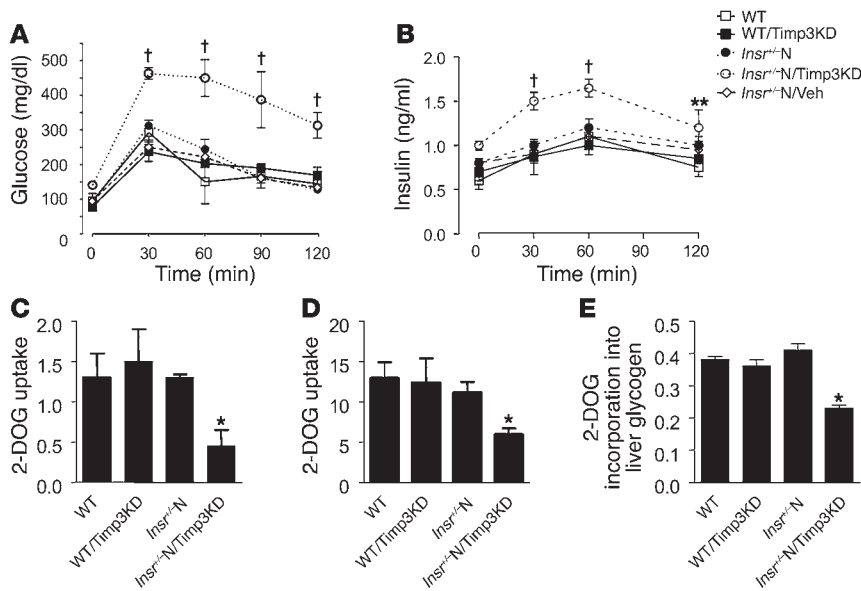 A
Glucose (mg/dl)
500
400
300
200
100
0
† † † †
0 30 60 90 120
Time (min)
B
Insulin (ng/ml)
2.0
1.5
1.0
0.5
0.0
† † **
0 30 60 120
Time (min)
WT
WT/Timp3KD
Insr+/–N
Insr+/–N/Timp3KD
Insr+/–N/Veh
C
2-DOG uptake
2.0
1.5
1.0
0.5
0.0
*
WT
WT/Timp3KD
Insr+/–N
Insr+/–N/Timp3KD
D
2-DOG uptake
20
15
10
5
0
*
WT
WT/Timp3KD
Insr+/–N
Insr+/–N/Timp3KD
E
2-DOG
incorporation into
liver glycogen
0.5
0.4
0.3
0.2
0.1
0.0
*
WT
WT/Timp3KD
Insr+/–N
Insr+/–N/Timp3KD